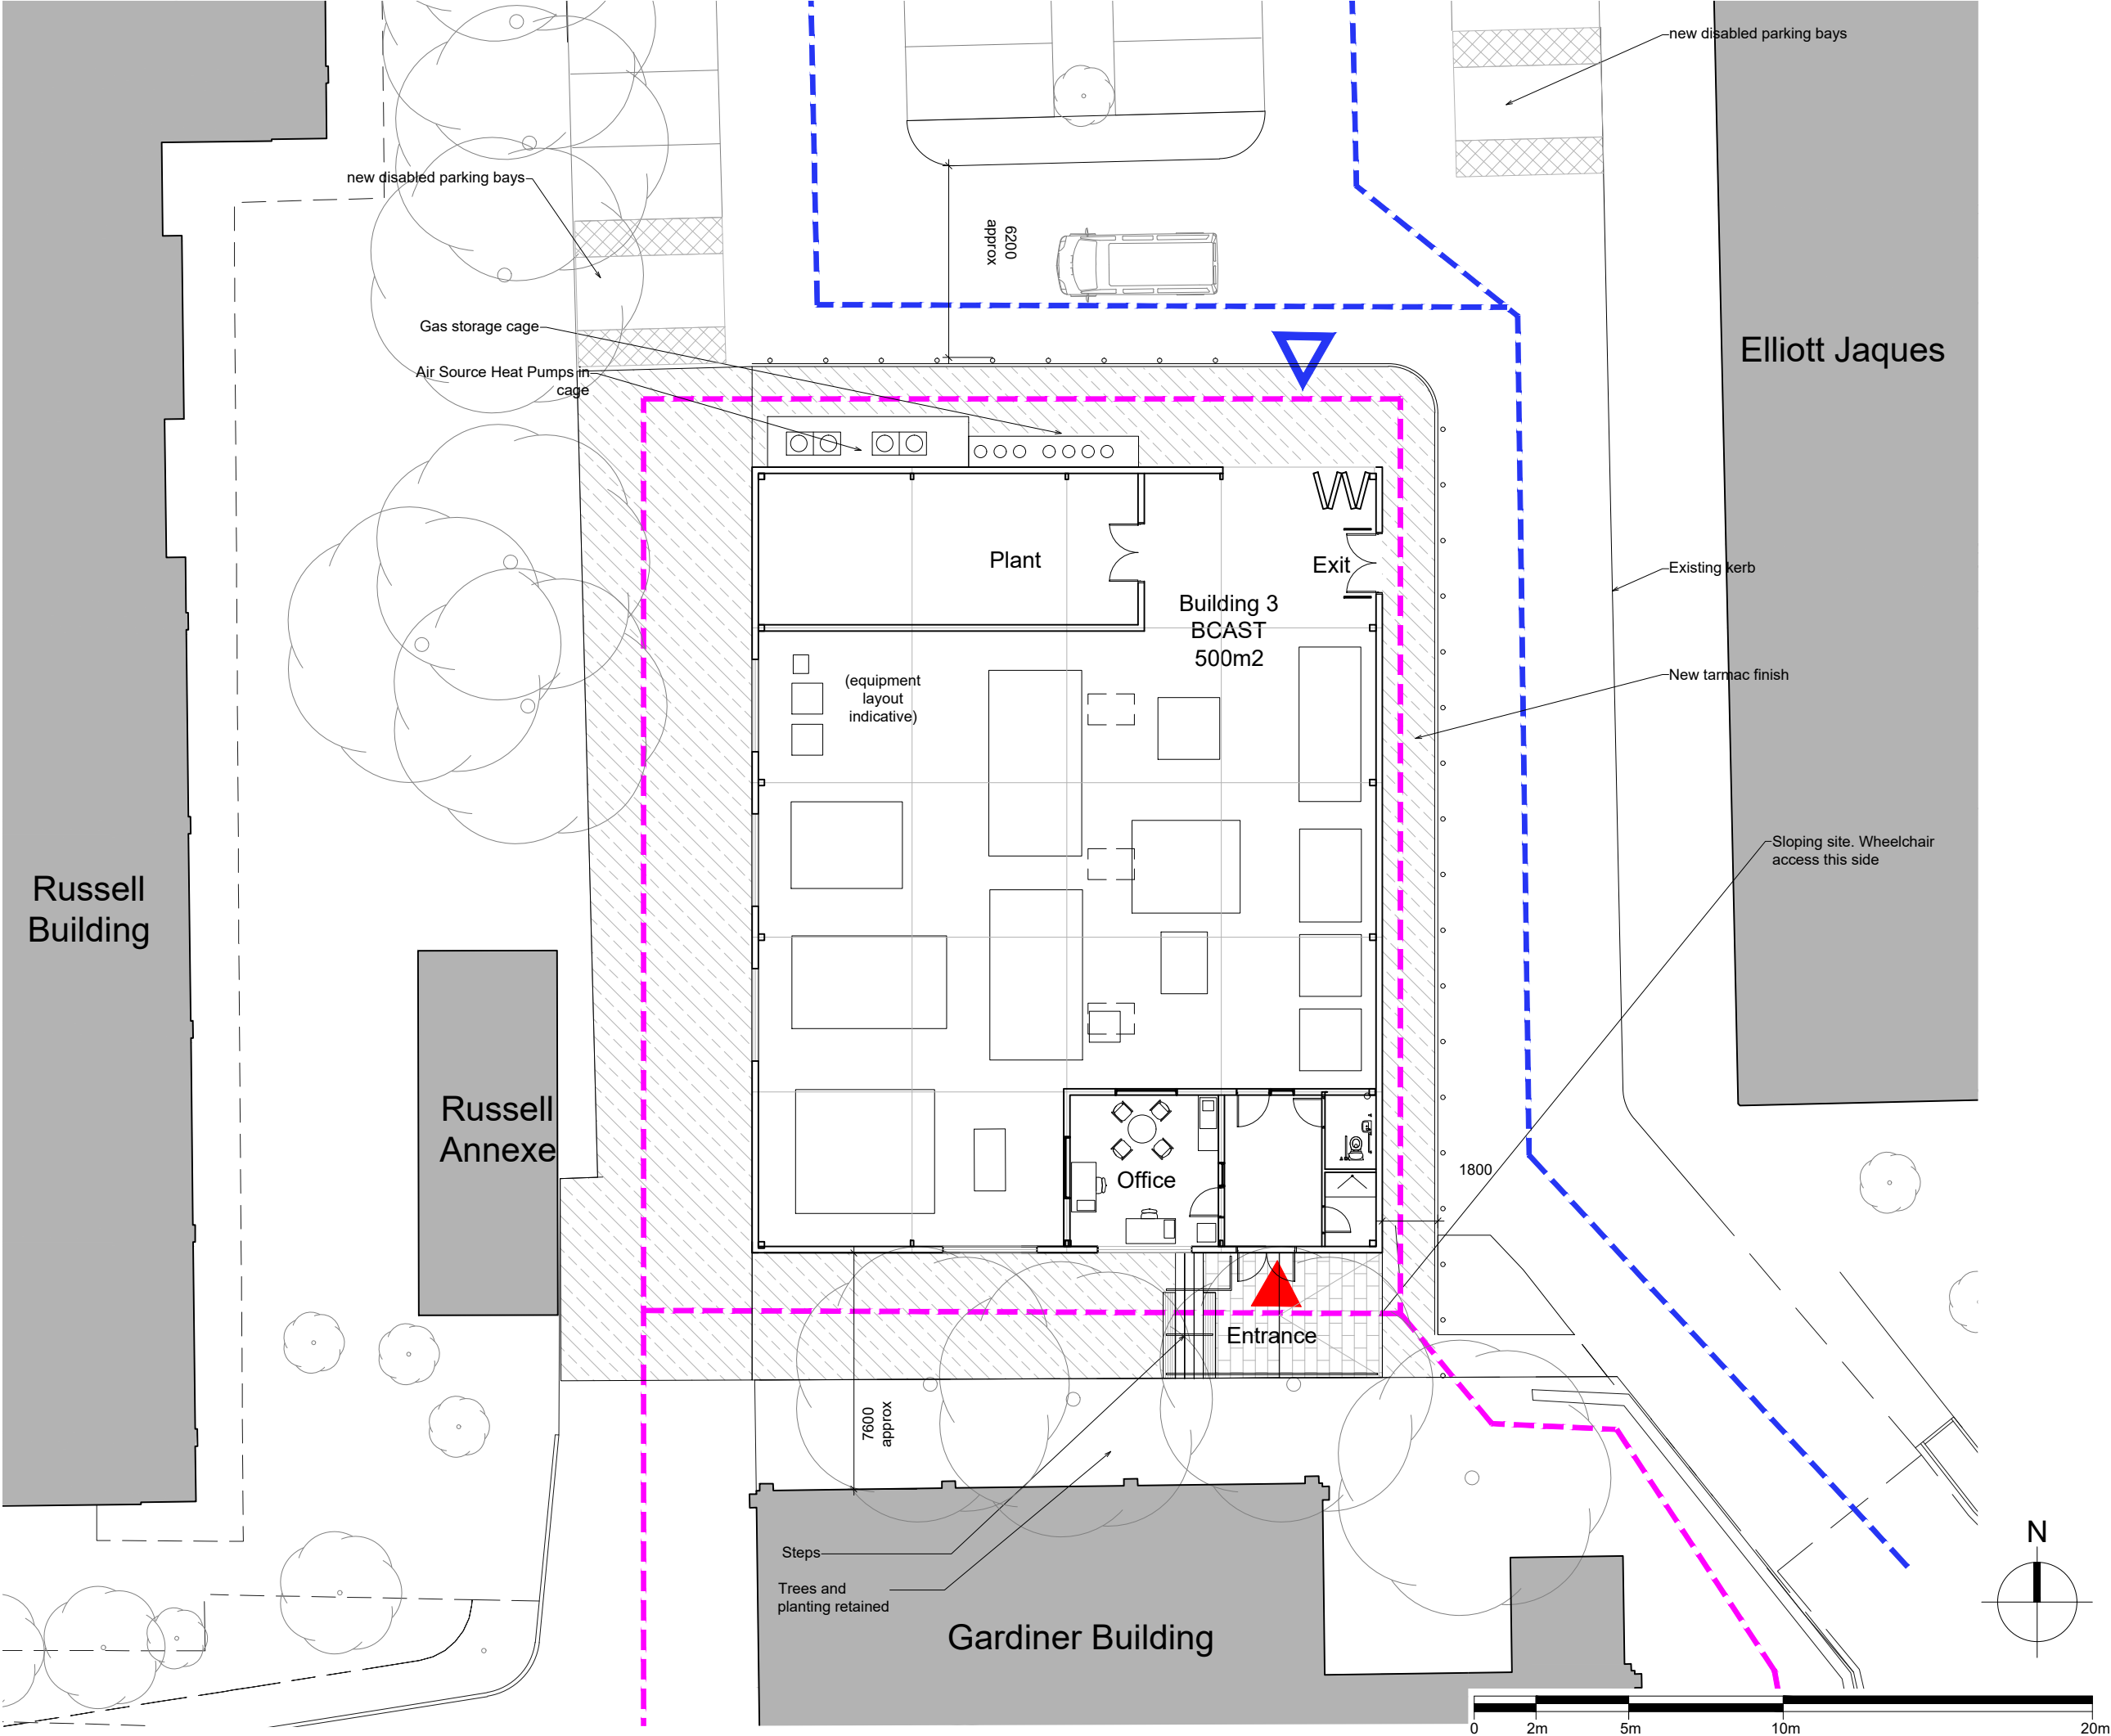 new disabled parking bays
new disabled parking bays
6200
approx
Gas storage cage
Air Source Heat Pumps in
cage
Elliott Jaques
Plant
Exit
Existing kerb
Building 3
BCAST
500m2
(equipment
layout
indicative)
New tarmac finish
Sloping site. Wheelchair
access this side
Russell
Building
Russell
Annexe
Office
1800
Entrance
7600
approx
Steps
Trees and
planting retained
Gardiner Building
N
0 2m 5m 10m 20m